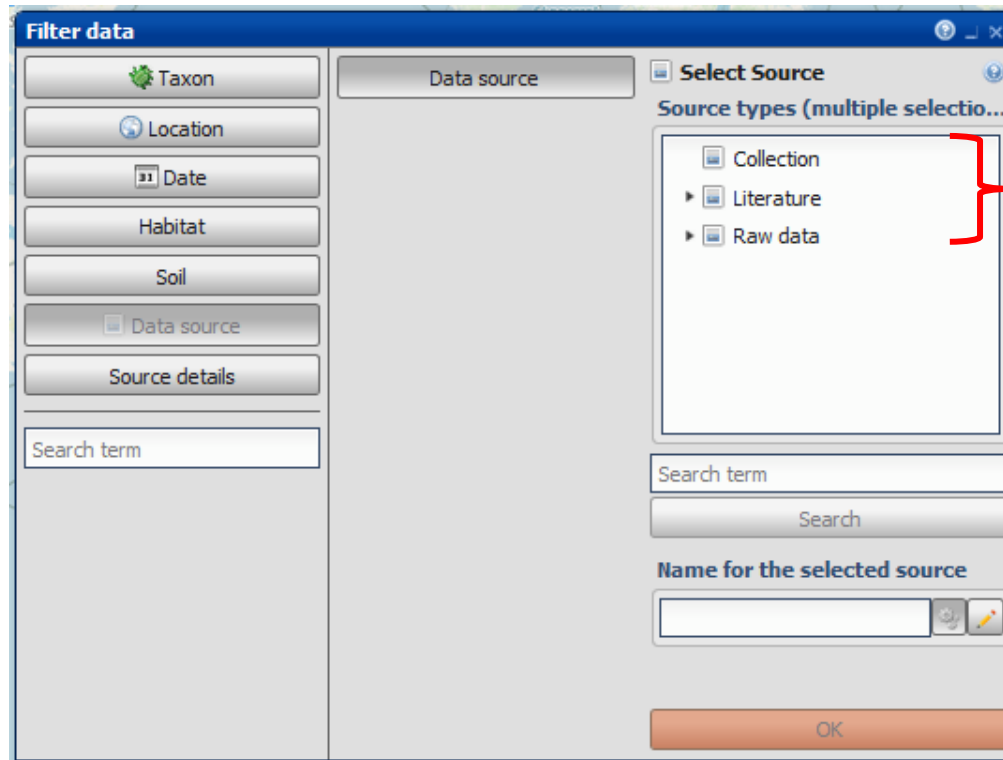 Filter data
Taxon
Location
31 Date
Habitat
Soil
Data source
Source details
Search term
Data source
Select Source
Source types (multiple selectio...
Collection
Literature
Raw data
Search term
Search
Name for the selected source
OK